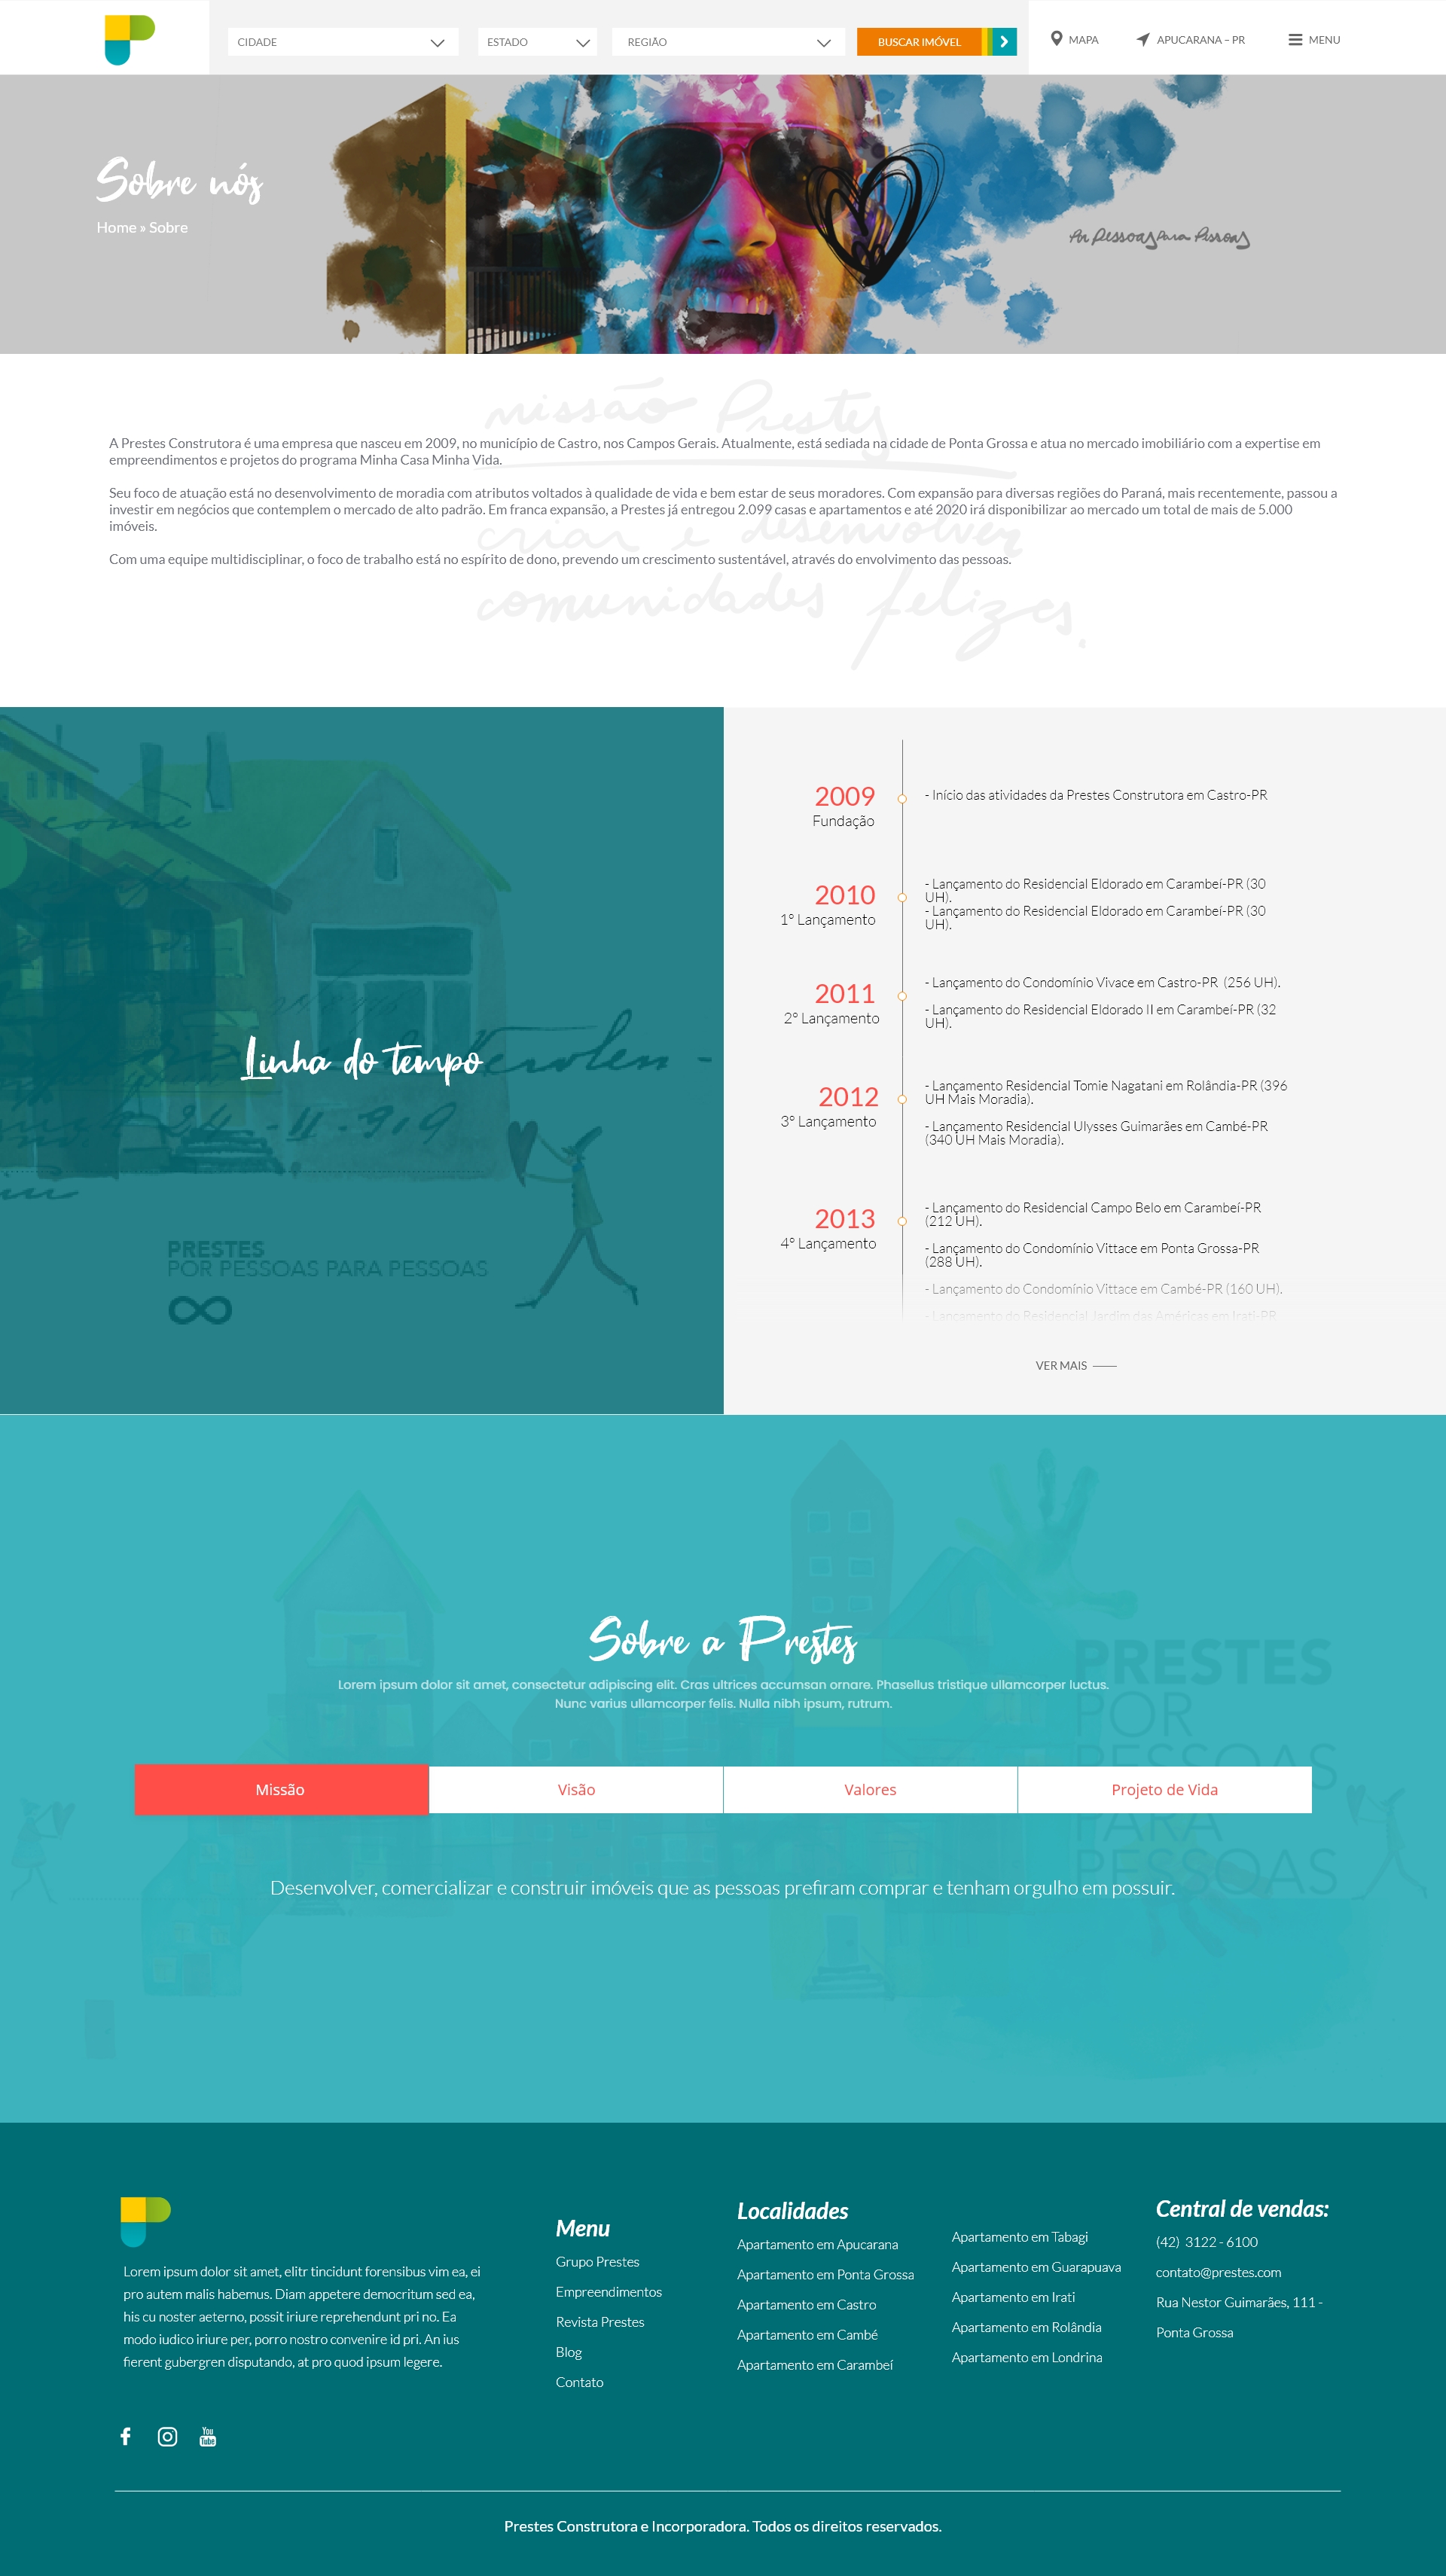 CIDADE
ESTADO
REGIÃO
BUSCAR IMÓVEL
MAPA
APUCARANA – PR
MENU
Sobre nós
Home » Sobre
Por Pessoas para Pessoas
missão Prestes
A Prestes Construtora é uma empresa que nasceu em 2009, no município de Castro, nos Campos Gerais. Atualmente, está sediada na cidade de Ponta Grossa e atua no mercado imobiliário com a expertise em
empreendimentos e projetos do programa Minha Casa Minha Vida.
Seu foco de atuação está no desenvolvimento de moradia com atributos voltados à qualidade de vida e bem estar de seus moradores. Com expansão para diversas regiões do Paraná, mais recentemente, passou a
investir em negócios que contemplem o mercado de alto padrão. Em franca expansão, a Prestes já entregou 2.099 casas e apartamentos e até 2020 irá disponibilizar ao mercado um total de mais de 5.000
imóveis.
criar e desenvolver
Com uma equipe multidisciplinar, o foco de trabalho está no espírito de dono, prevendo um crescimento sustentável, através do envolvimento das pessoas.
comunidades felizes.
Linha do tempo
PRESTES
POR PESSOAS PARA PESSOAS
2009
Fundação
- Início das atividades da Prestes Construtora em Castro-PR
2010
1º Lançamento
- Lançamento do Residencial Eldorado em Carambeí-PR (30
UH).
- Lançamento do Residencial Eldorado em Carambeí-PR (30
UH).
2011
2º Lançamento
- Lançamento do Condomínio Vivace em Castro-PR  (256 UH).
- Lançamento do Residencial Eldorado II em Carambeí-PR (32
UH).
2012
3º Lançamento
- Lançamento Residencial Tomie Nagatani em Rolândia-PR (396
UH Mais Moradia).
- Lançamento Residencial Ulysses Guimarães em Cambé-PR
(340 UH Mais Moradia).
2013
4º Lançamento
- Lançamento do Residencial Campo Belo em Carambeí-PR
(212 UH).
- Lançamento do Condomínio Vittace em Ponta Grossa-PR
(288 UH).
- Lançamento do Condomínio Vittace em Cambé-PR (160 UH).
- Lançamento do Residencial Jardim das Américas em Irati-PR
VER MAIS
Sobre a Prestes
Lorem ipsum dolor sit amet, consectetur adipiscing elit. Cras ultrices accumsan ornare. Phasellus tristique ullamcorper luctus.
Nunc varius ullamcorper felis. Nulla nibh ipsum, rutrum.
PRESTES
POR
PESSOAS
PARA
PESSOAS
Missão
Visão
Valores
Projeto de Vida
Desenvolver, comercializar e construir imóveis que as pessoas prefiram comprar e tenham orgulho em possuir.
Lorem ipsum dolor sit amet, elitr tincidunt forensibus vim ea, ei
pro autem malis habemus. Diam appetere democritum sed ea,
his cu noster aeterno, possit iriure reprehendunt pri no. Ea
modo iudico iriure per, porro nostro convenire id pri. An ius
fierent gubergren disputando, at pro quod ipsum legere.
Menu
Grupo Prestes
Empreendimentos
Revista Prestes
Blog
Contato
Localidades
Apartamento em Apucarana
Apartamento em Ponta Grossa
Apartamento em Castro
Apartamento em Cambé
Apartamento em Carambeí
Apartamento em Tabagi
Apartamento em Guarapuava
Apartamento em Irati
Apartamento em Rolândia
Apartamento em Londrina
Central de vendas:
(42)  3122 - 6100
contato@prestes.com
Rua Nestor Guimarães, 111 -
Ponta Grossa
You
Tube
Prestes Construtora e Incorporadora. Todos os direitos reservados.